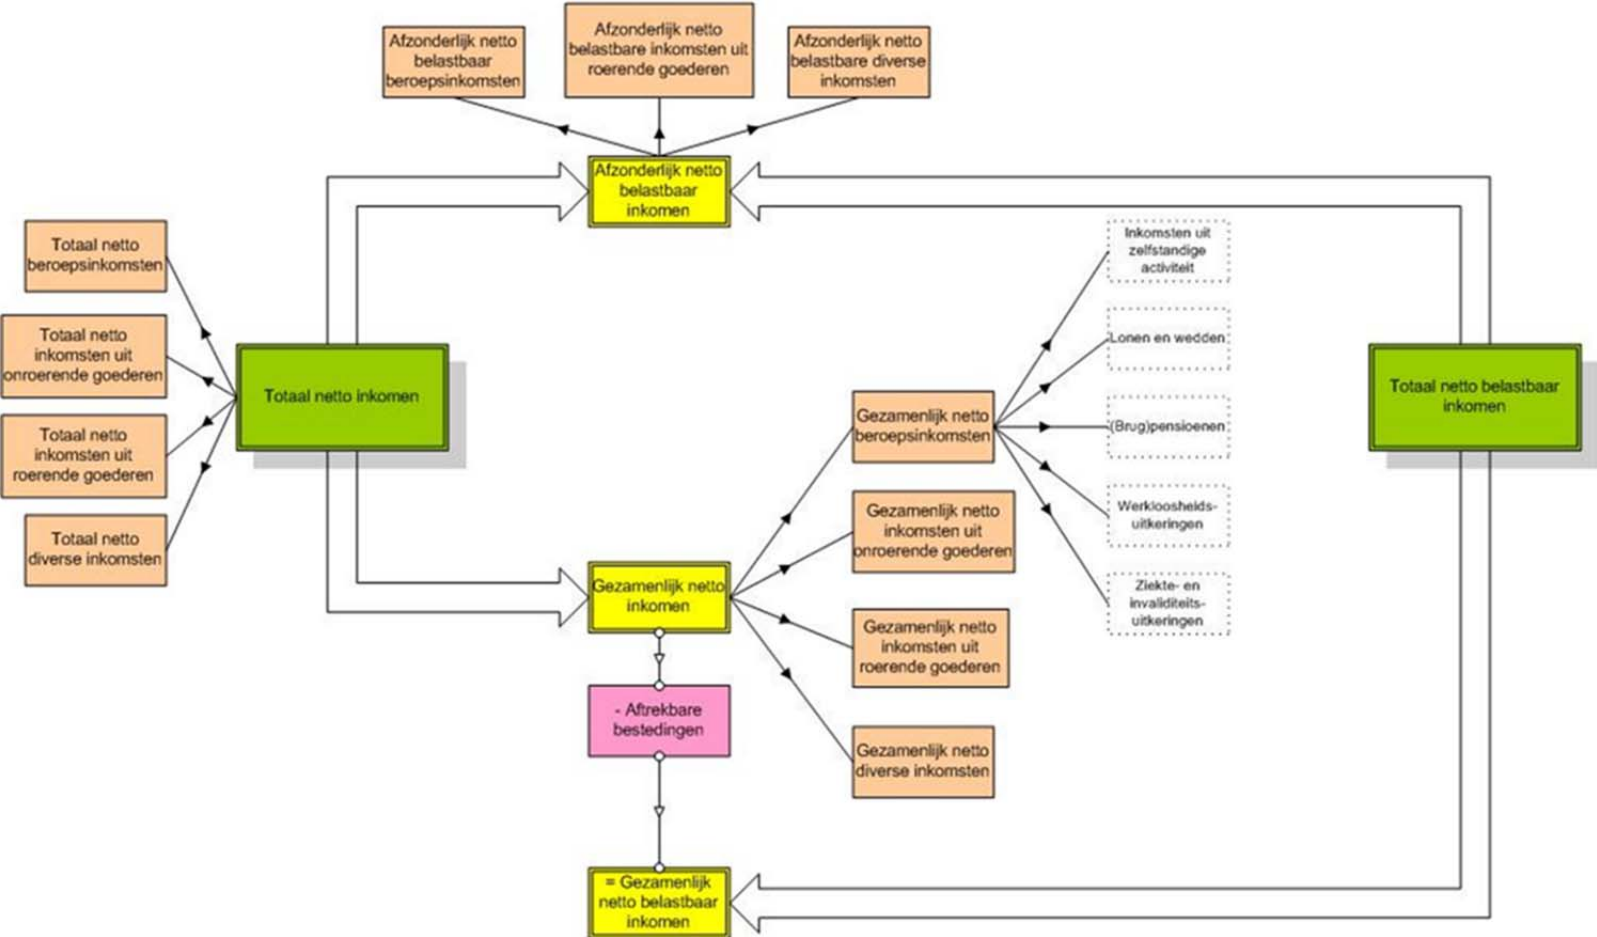 Afzonderlijk netto
belastbaar
beroepsinkomsten
Afzonderlijk netto
belastbare inkomsten uit
roerende goederen
Afzonderlijk netto
belastbare diverse
inkomsten
Afzonderlijk netto
belastbaar
inkomen
Totaal netto
beroepsinkomsten
Totaal netto
inkomsten uit
onroerende goederen
Totaal netto
inkomsten uit
roerende goederen
Totaal netto
diverse inkomsten
Totaal netto inkomen
Gezamenlijk netto
inkomen
- Aftrekbare
bestedingen
= Gezamenlijk
netto belastbaar
inkomen
Gezamenlijk netto
beroepsinkomsten
Gezamenlijk netto
inkomsten uit
onroerende goederen
Gezamenlijk netto
inkomsten uit
roerende goederen
Gezamenlijk netto
diverse inkomsten
Inkomsten uit
zelfstandige
activiteit
Lonen en wedden
(Brug)pensioenen
Werkloosheids-
uitkeringen
Ziekte- en
invaliditeits-
uitkeringen
Totaal netto belastbaar
inkomen